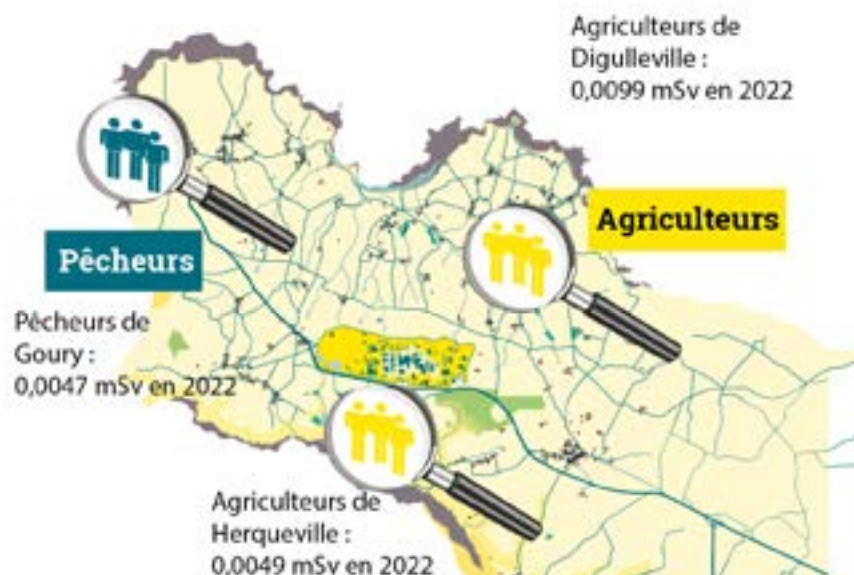 Agriculteurs de
Digulleville :
0,0099 mSv en 2022
Agriculteurs
Pêcheurs
Pêcheurs de
Goury :
0,0047 mSv en 2022
Agriculteurs de
Herqueville :
0,0049 mSv en 2022